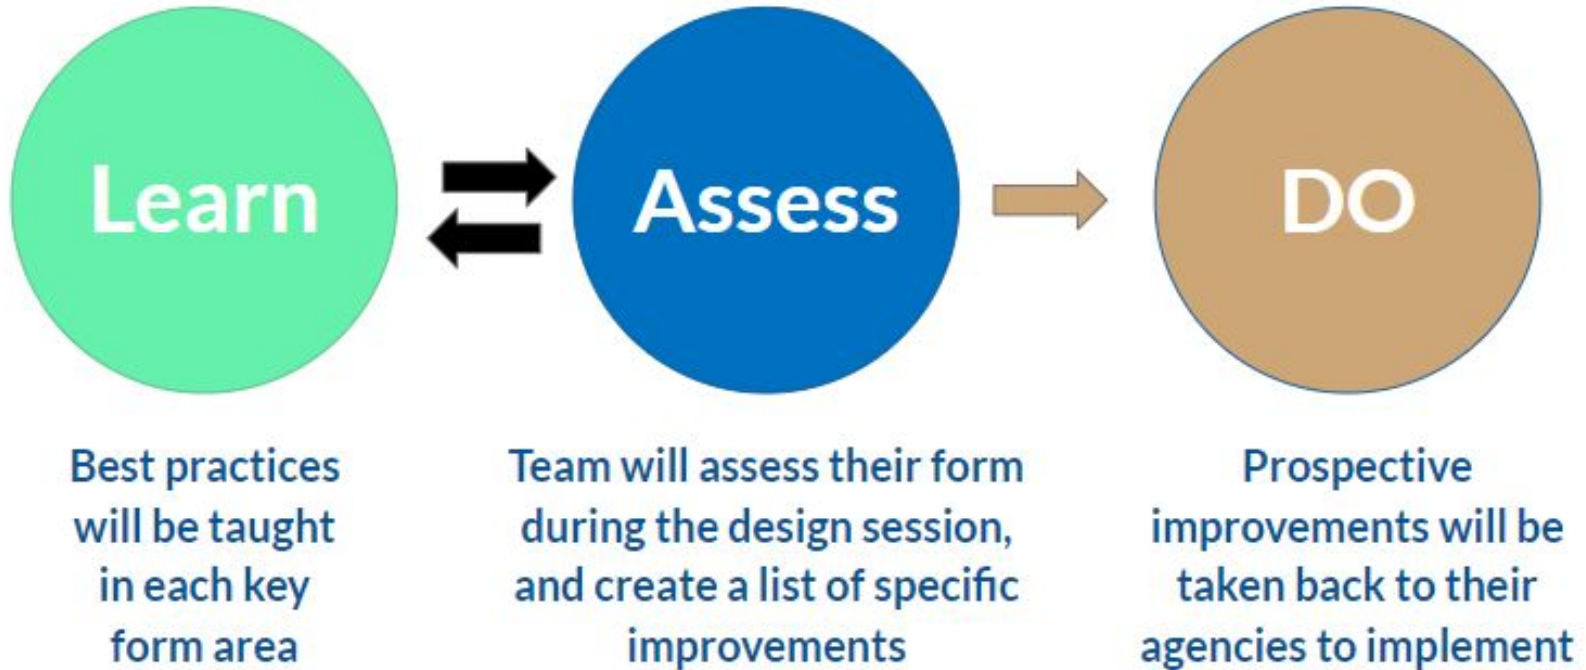 Learn
Assess
DO
Best practices
will be taught
in each key
form area
Team will assess their form
during the design session,
and create a list of specific
improvements
Prospective
improvements will be
taken back to their
agencies to implement